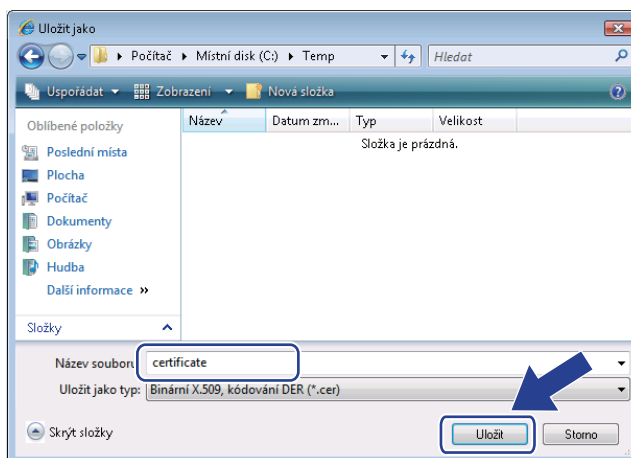 Uložit jako
Počítač ▸ Místní disk (C:) ▸ Temp
Hledat
Uspořádat
Zobrazení
Nová složka
Oblíbené položky
Název
Datum zm...
Typ
Velikost
Složka je prázdná.
Poslední místa
Plocha
Počítač
Dokumenty
Obrázky
Hudba
Další informace »
Složky
Název souboru
certificate
Uložit jako typ:
Binární X.509, kódování DER (*.cer)
Skrýt složky
Uložit
Storno